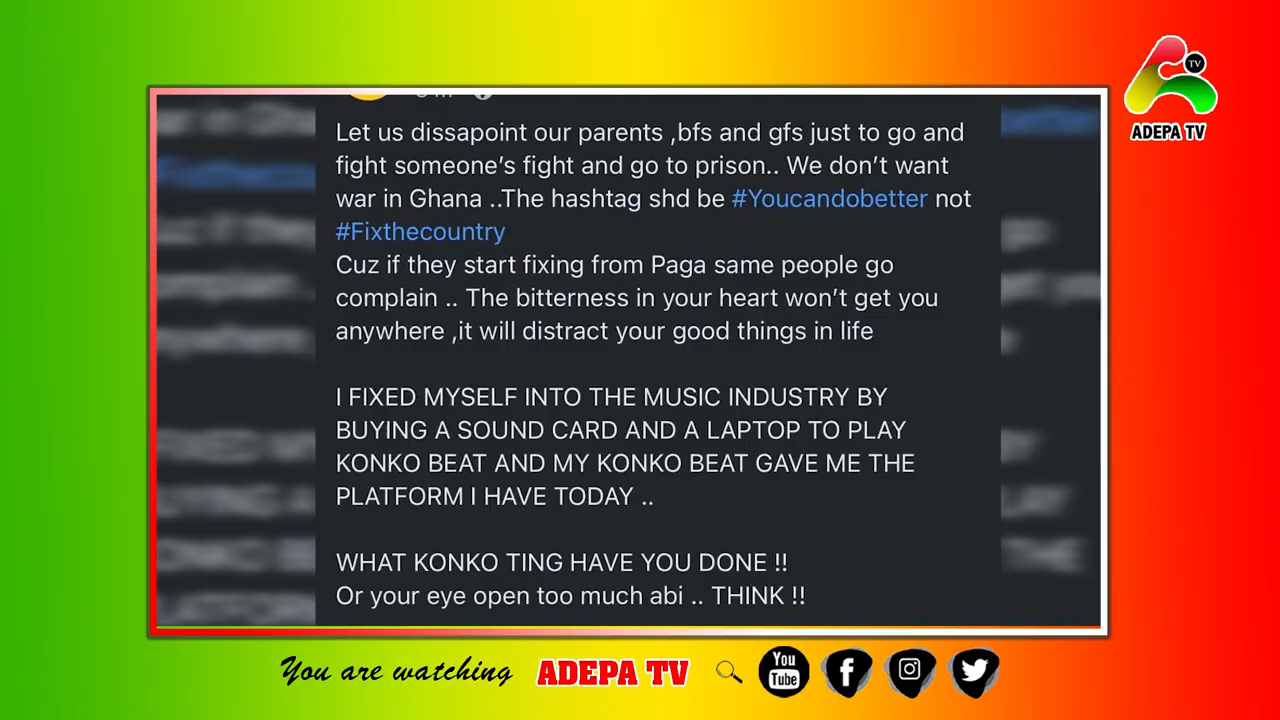 TV
ADEPA TV
Let us dissapoint our parents ,bfs and gfs just to go and
fight someone’s fight and go to prison.. We don’t want
war in Ghana ..The hashtag shd be #Youcandobetter not
#Fixthecountry
Cuz if they start fixing from Paga same people go
complain .. The bitterness in your heart won’t get you
anywhere ,it will distract your good things in life
I FIXED MYSELF INTO THE MUSIC INDUSTRY BY
BUYING A SOUND CARD AND A LAPTOP TO PLAY
KONKO BEAT AND MY KONKO BEAT GAVE ME THE
PLATFORM I HAVE TODAY ..
WHAT KONKO TING HAVE YOU DONE !!
Or your eye open too much abi .. THINK !!
You are watching ADEPA TV You Tube